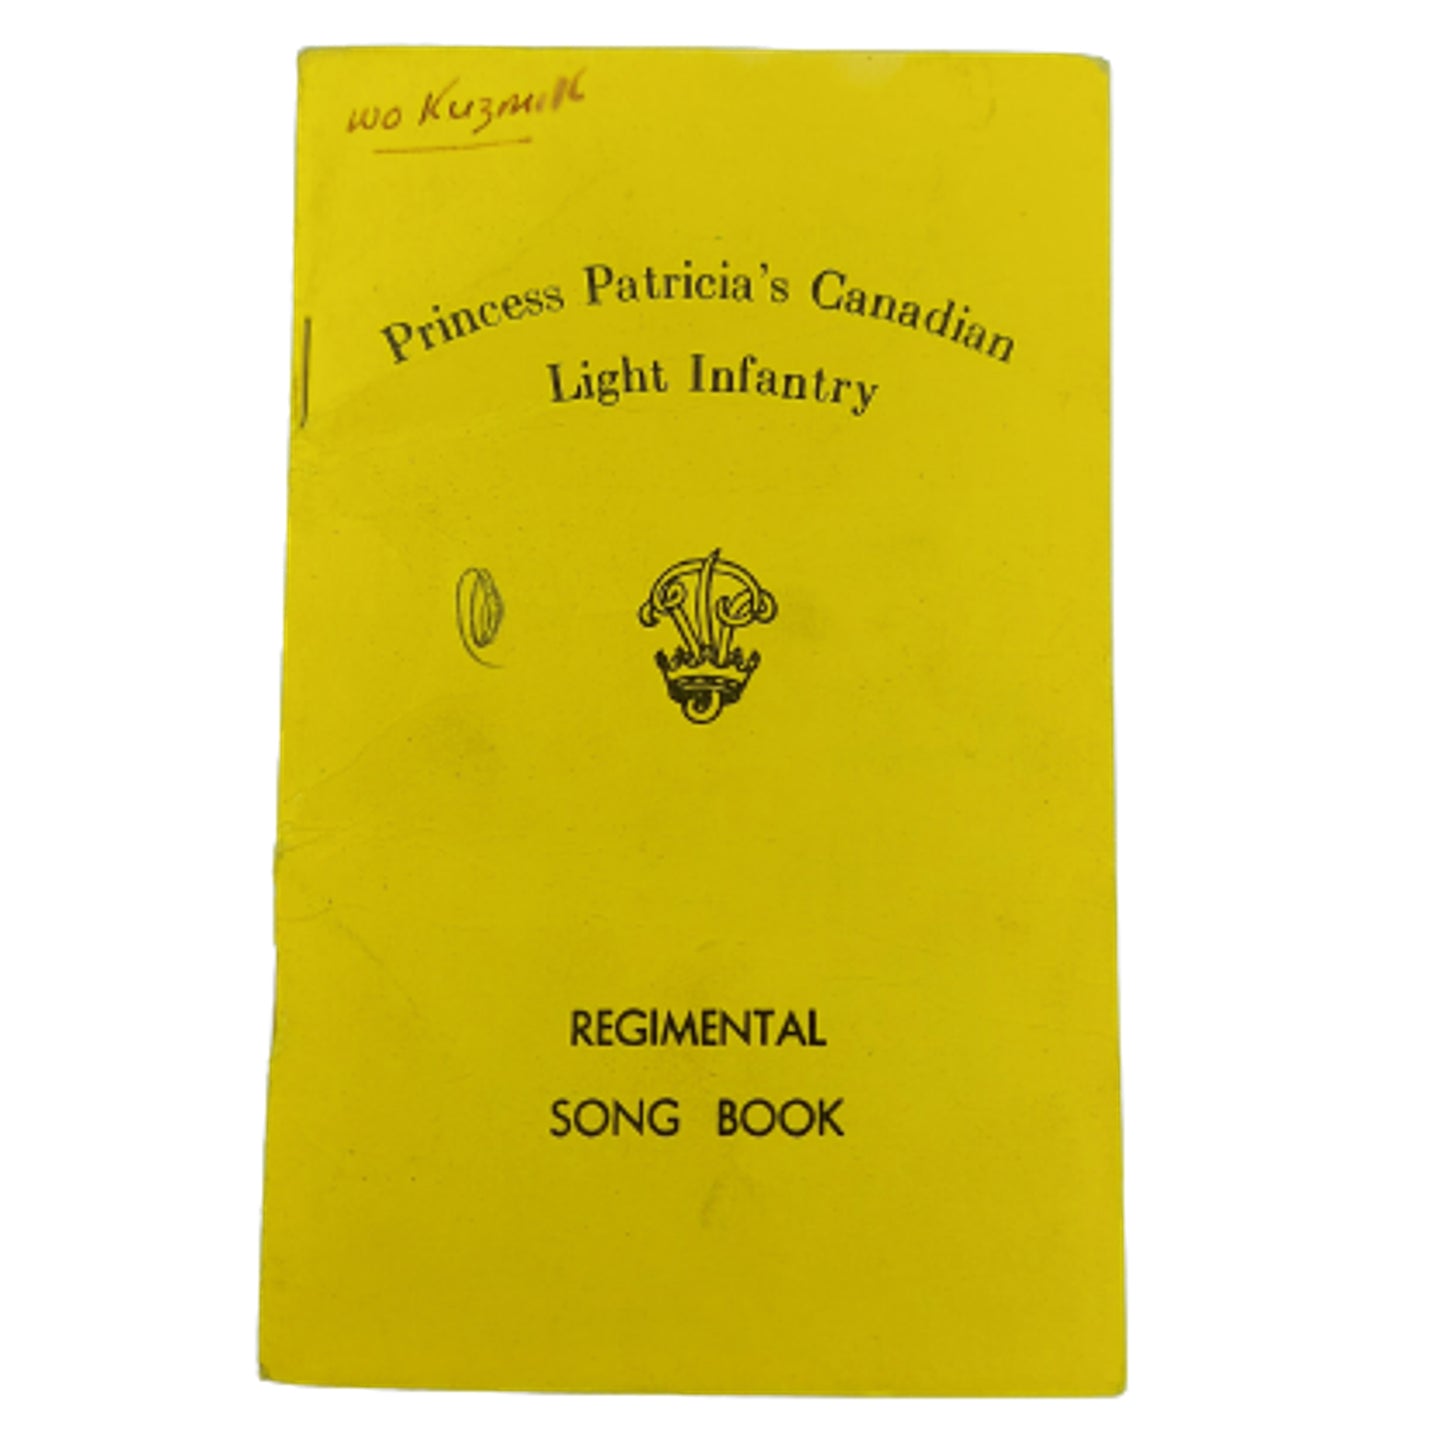 WO Kuzmik
Princess Patricia's Canadian
Light Infantry
REGIMENTAL
SONG BOOK